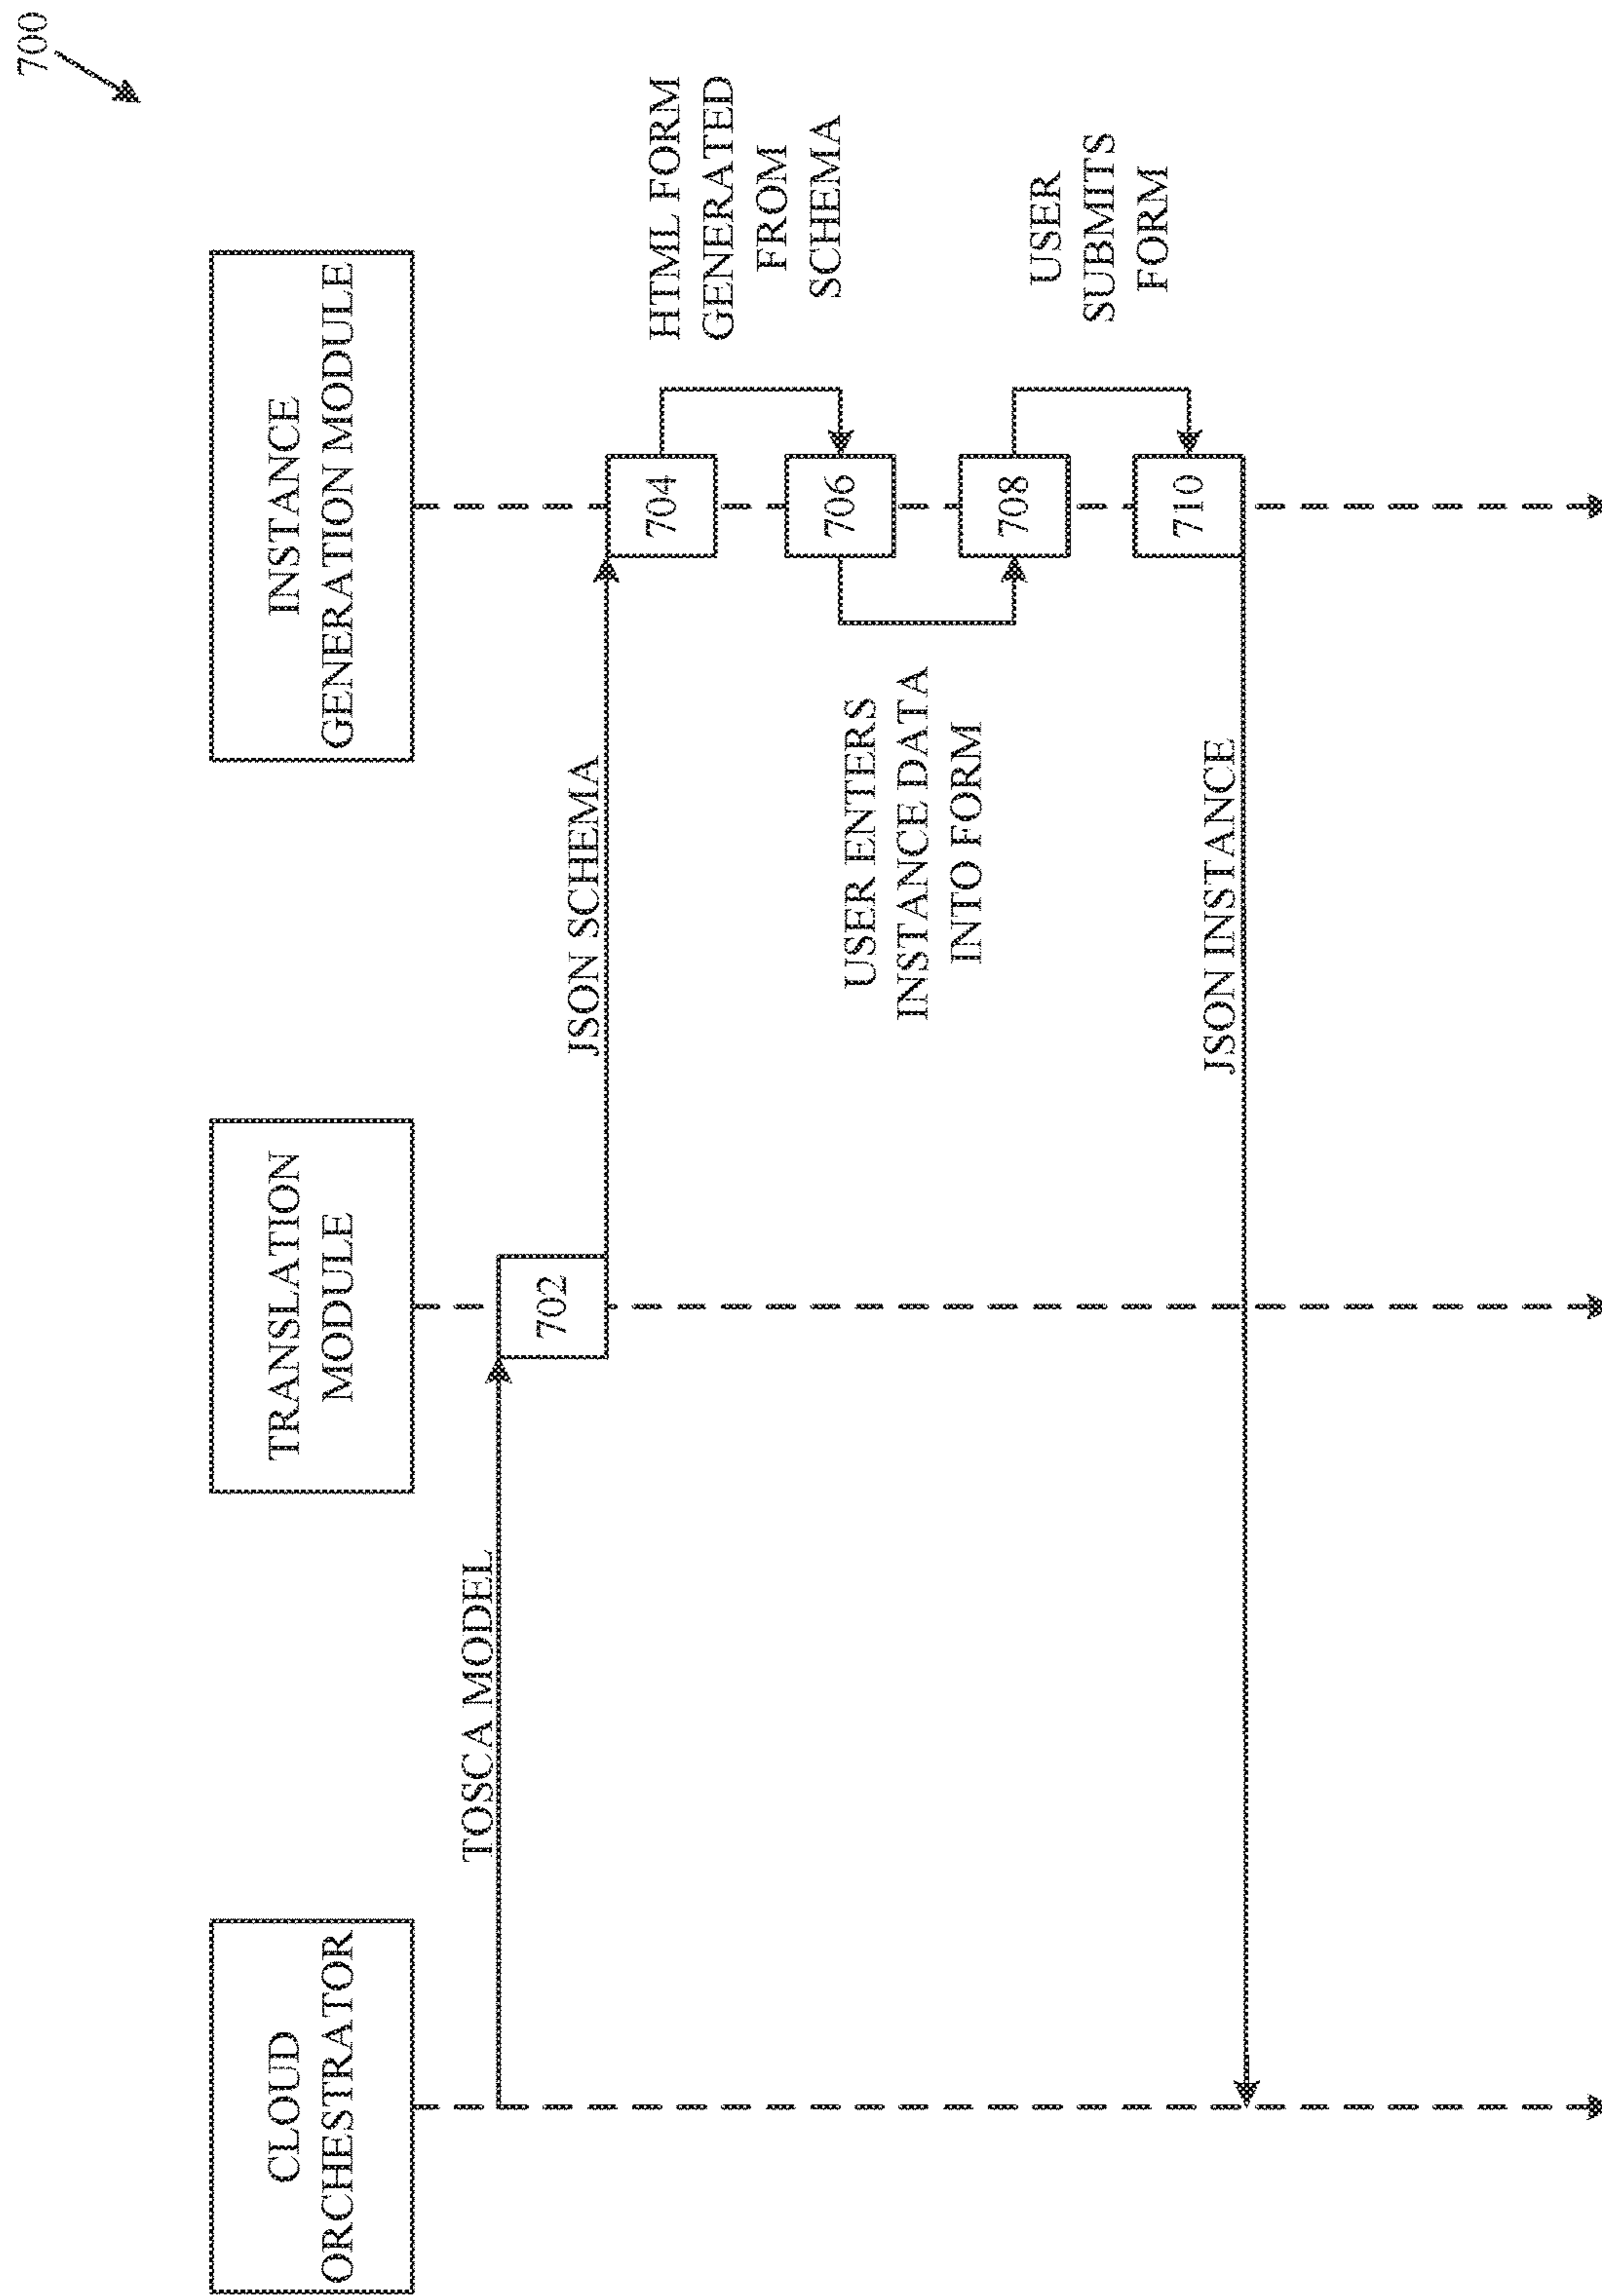 700
CLOUD
ORCHESTRATOR
TRANSLATION
MODULE
INSTANCE
GENERATION MODULE
TOSCA MODEL
702
JSON SCHEMA
704
HTML FORM
GENERATED
FROM
SCHEMA
706
USER ENTERS
INSTANCE DATA
INTO FORM
708
USER
SUBMITS
FORM
710
JSON INSTANCE